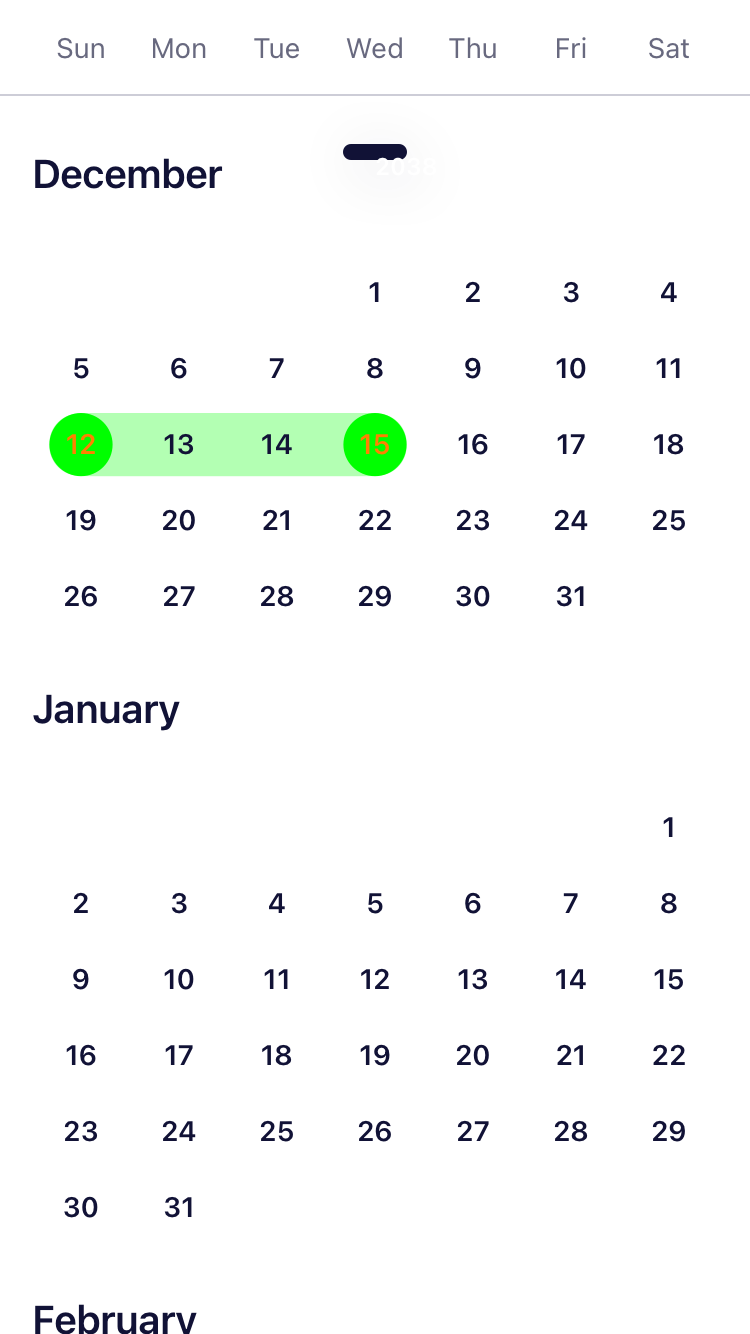 Sun Mon Tue Wed Thu Fri Sat
December
2038
1 2 3 4
5 6 7 8 9 10 11
12 13 14 15 16 17 18
19 20 21 22 23 24 25
26 27 28 29 30 31
January
1
2 3 4 5 6 7 8
9 10 11 12 13 14 15
16 17 18 19 20 21 22
23 24 25 26 27 28 29
30 31
February